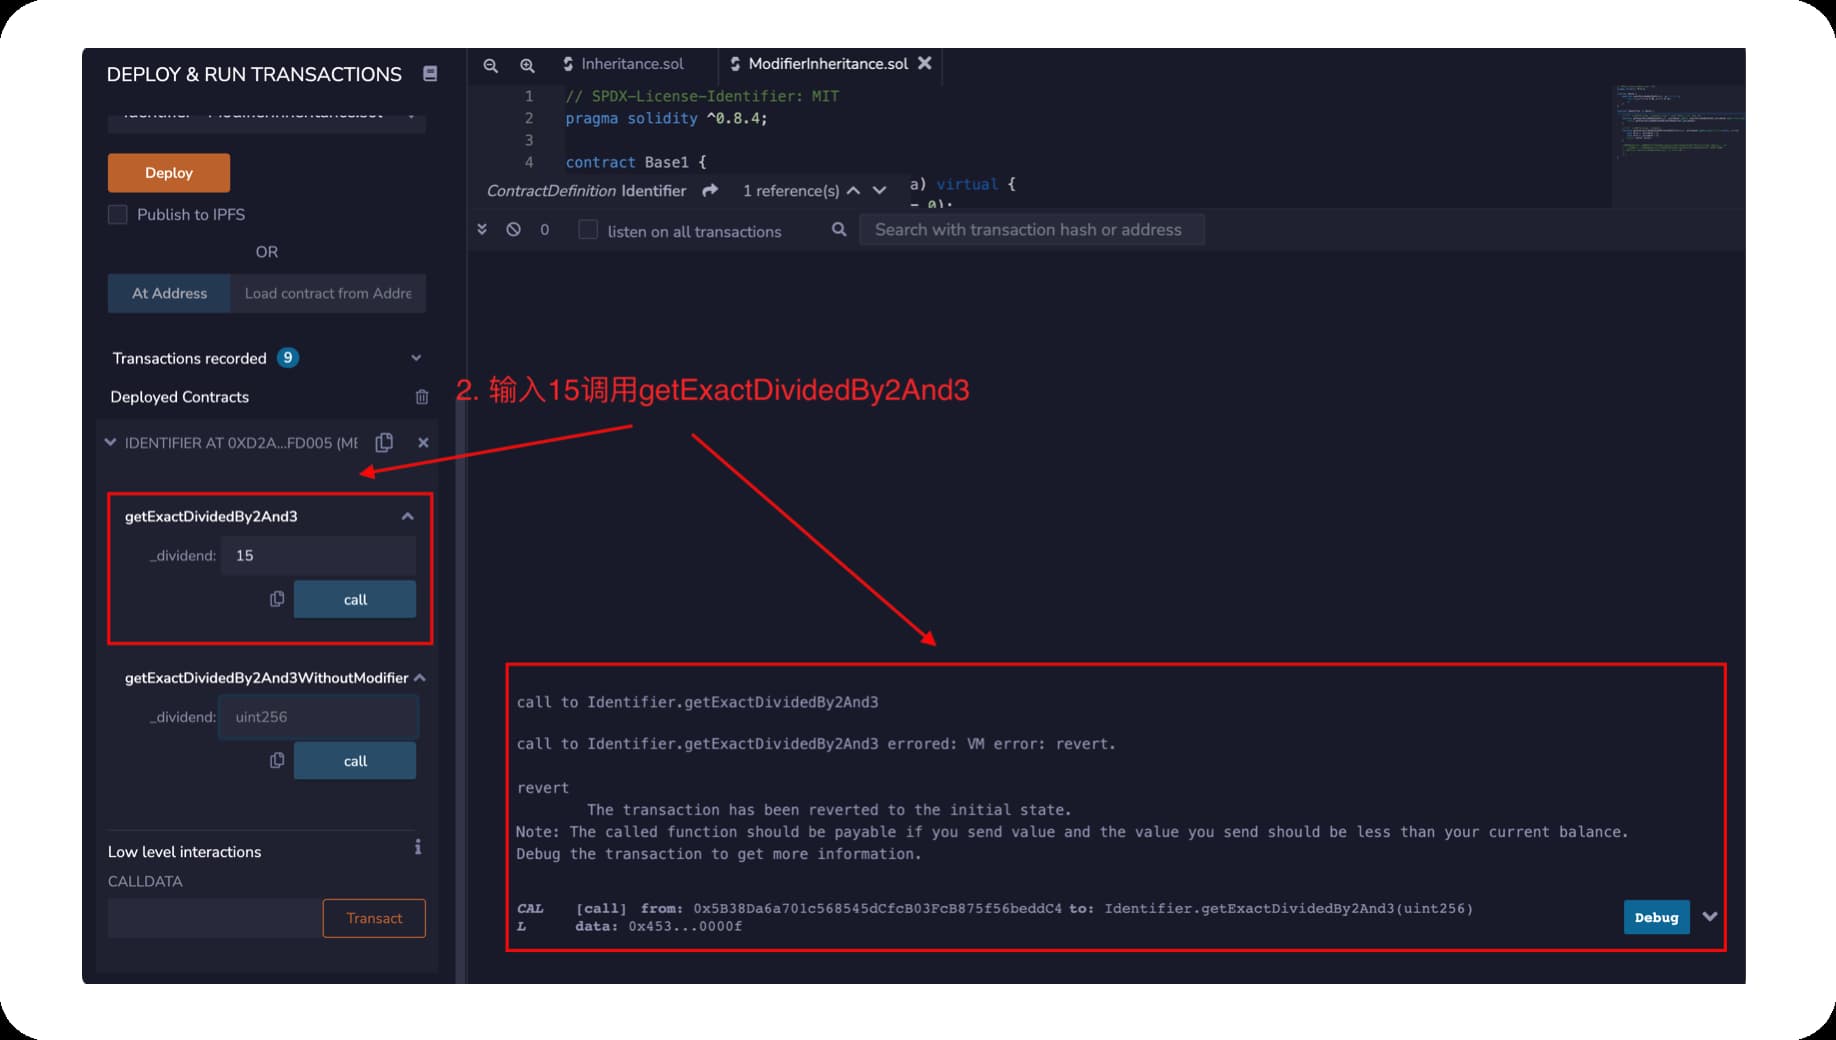 DEPLOY & RUN TRANSACTIONS
Deploy
Publish to IPFS
OR
At Address
Load contract from Addre
Transactions recorded 9
Deployed Contracts
IDENTIFIER AT 0XD2A...FD005 (ME
getExactDividedBy2And3
_dividend: 15
call
getExactDividedBy2And3WithoutModifier
_dividend: uint256
call
Low level interactions
CALLDATA
Transact
Inheritance.sol
ModifierInheritance.sol
1 // SPDX-License-Identifier: MIT
2 pragma solidity ^0.8.4;
3
4 contract Base1 {
ContractDefinition Identifier 1 reference(s) a) virtual {
0
listen on all transactions
Search with transaction hash or address
2. 输入15调用getExactDividedBy2And3
call to Identifier.getExactDividedBy2And3
call to Identifier.getExactDividedBy2And3 errored: VM error: revert.
revert
The transaction has been reverted to the initial state.
Note: The called function should be payable if you send value and the value you send should be less than your current balance.
Debug the transaction to get more information.
CAL
L
[call] from: 0x5B38Da6a701c568545dCfcB03FcB875f56beddC4 to: Identifier.getExactDividedBy2And3(uint256)
data: 0x453...0000f
Debug